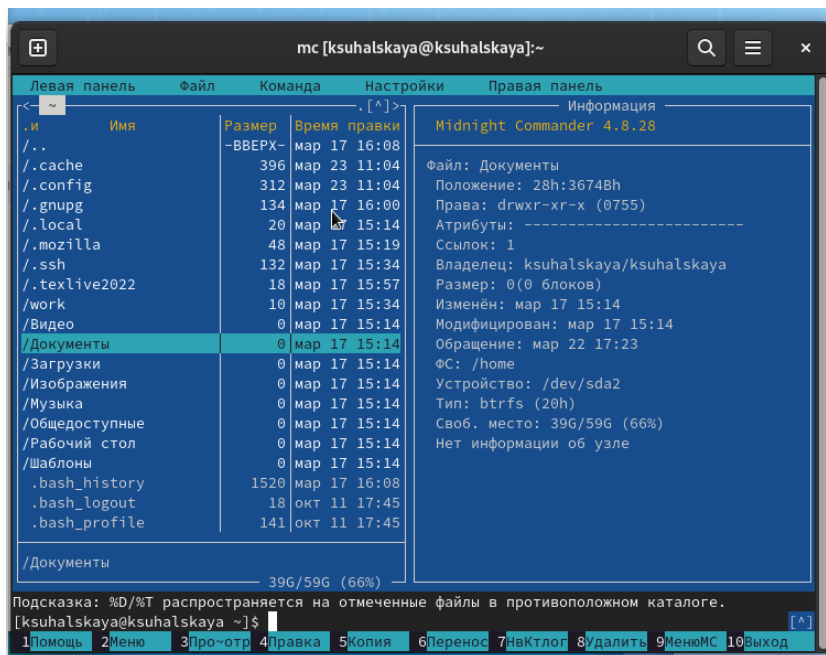 mc [ksuhalskaya@ksuhalskaya]:~
Левая панель Файл Команда Настройки Правая панель
<— ~ .[^]>
.и Имя Размер Время правки
/.. -ВВЕРХ- мар 17 16:08
/.cache 396 мар 23 11:04
/.config 312 мар 23 11:04
/.gnupg 134 мар 17 16:00
/.local 20 мар 17 15:14
/.mozilla 48 мар 17 15:19
/.ssh 132 мар 17 15:34
/.texlive2022 18 мар 17 15:57
/work 10 мар 17 15:34
/Видео 0 мар 17 15:14
/Документы 0 мар 17 15:14
/Загрузки 0 мар 17 15:14
/Изображения 0 мар 17 15:14
/Музыка 0 мар 17 15:14
/Общедоступные 0 мар 17 15:14
/Рабочий стол 0 мар 17 15:14
/Шаблоны 0 мар 17 15:14
.bash_history 1520 мар 17 16:08
.bash_logout 18 окт 11 17:45
.bash_profile 141 окт 11 17:45
/Документы
39G/59G (66%)
Информация
Midnight Commander 4.8.28
Файл: Документы
Положение: 28h:3674Bh
Права: drwxr-xr-x (0755)
Атрибуты: -------------------------
Ссылок: 1
Владелец: ksuhalskaya/ksuhalskaya
Размер: 0(0 блоков)
Изменён: мар 17 15:14
Модифицирован: мар 17 15:14
Обращение: мар 22 17:23
ФС: /home
Устройство: /dev/sda2
Тип: btrfs (20h)
Своб. место: 39G/59G (66%)
Нет информации об узле
Подсказка: %D/%T распространяется на отмеченные файлы в противоположном каталоге.
[ksuhalskaya@ksuhalskaya ~]$ [^]
1Помощь 2Меню 3Про~отр 4Правка 5Копия 6Перенос 7НвКтлог 8Удалить 9МенюМС 10Выход